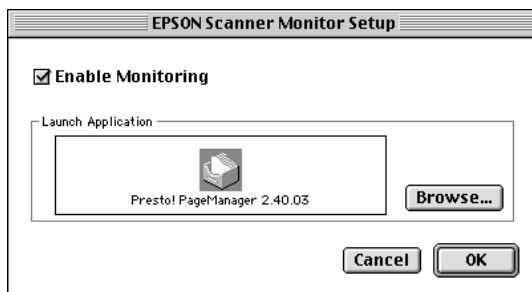 EPSON Scanner Monitor Setup
Enable Monitoring
Launch Application
Presto! PageManager 2.40.03
Browse...
Cancel OK